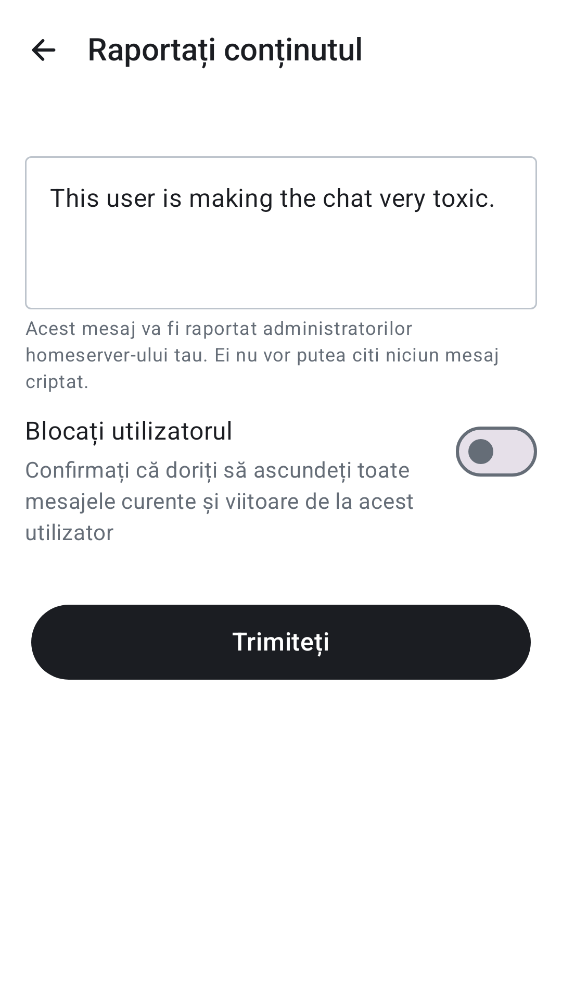 Raportați conținutul
This user is making the chat very toxic.
Acest mesaj va fi raportat administratorilor
homeserver-ului tau. Ei nu vor putea citi niciun mesaj
criptat.
Blocați utilizatorul
Confirmați că doriți să ascundeți toate
mesajele curente și viitoare de la acest
utilizator
Trimiteți